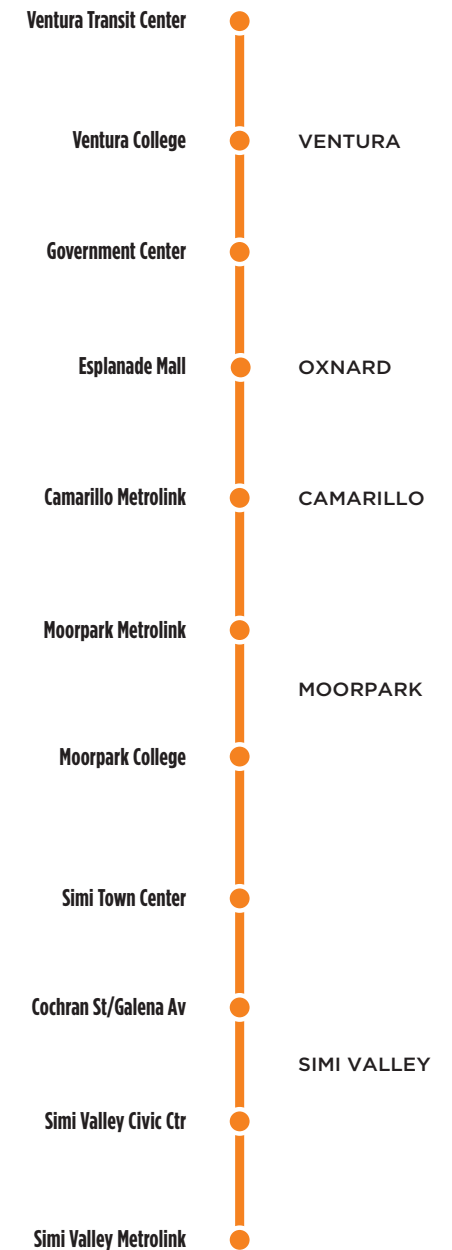 Ventura Transit Center
Ventura College
VENTURA
Government Center
Esplanade Mall
OXNARD
Camarillo Metrolink
CAMARILLO
Moorpark Metrolink
MOORPARK
Moorpark College
Simi Town Center
Cochran St/Galena Av
SIMI VALLEY
Simi Valley Civic Ctr
Simi Valley Metrolink